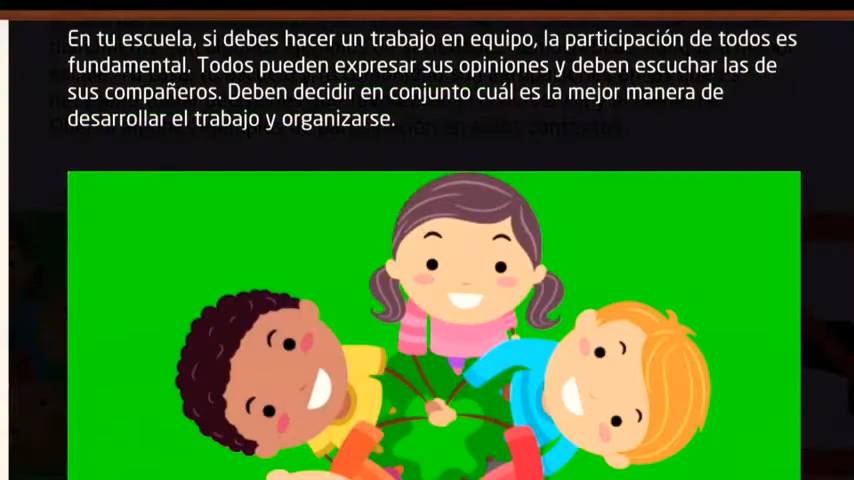 En tu escuela, si debes hacer un trabajo en equipo, la participación de todos es
fundamental. Todos pueden expresar sus opiniones y deben escuchar las de
sus compañeros. Deben decidir en conjunto cuál es la mejor manera de
desarrollar el trabajo y organizarse.